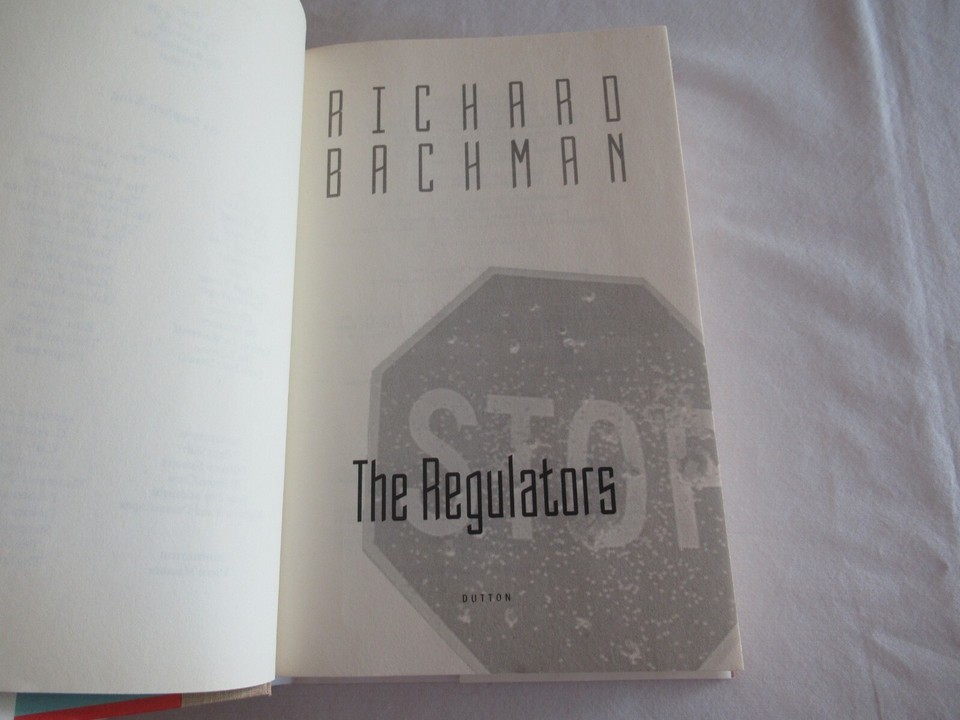 RICHARD
BACHMAN
STOP
The Regulators
DUTTON